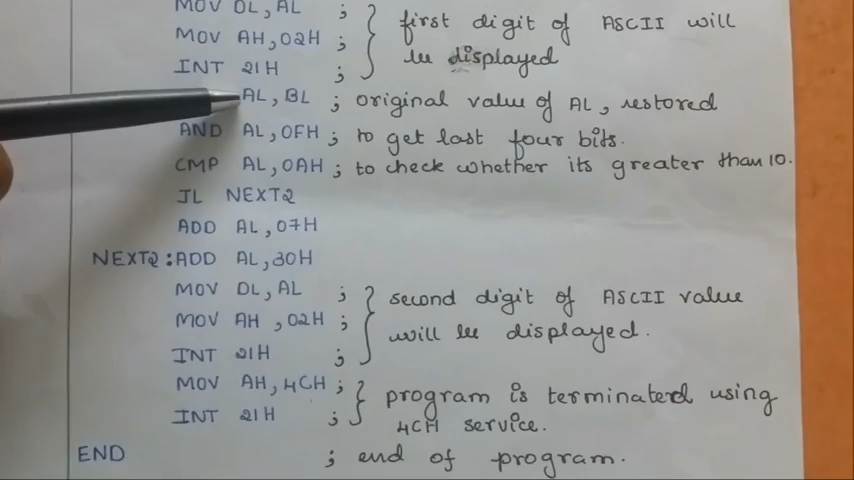 MOV DL, AL ; first digit of ASCII will
MOV AH, 02H ; be displayed
INT 21H ;
AL, BL ; original value of AL, restored
AND AL, 0FH ; to get last four bits.
CMP AL, 0AH ; to check whether its greater than 10.
JL NEXT2
ADD AL, 07H
NEXT2: ADD AL, 30H
MOV DL, AL ; second digit of ASCII value
MOV AH, 02H ; will be displayed.
INT 21H ;
MOV AH, 4CH ; program is terminated using
INT 21H ; 4CH service.
END ; end of program.